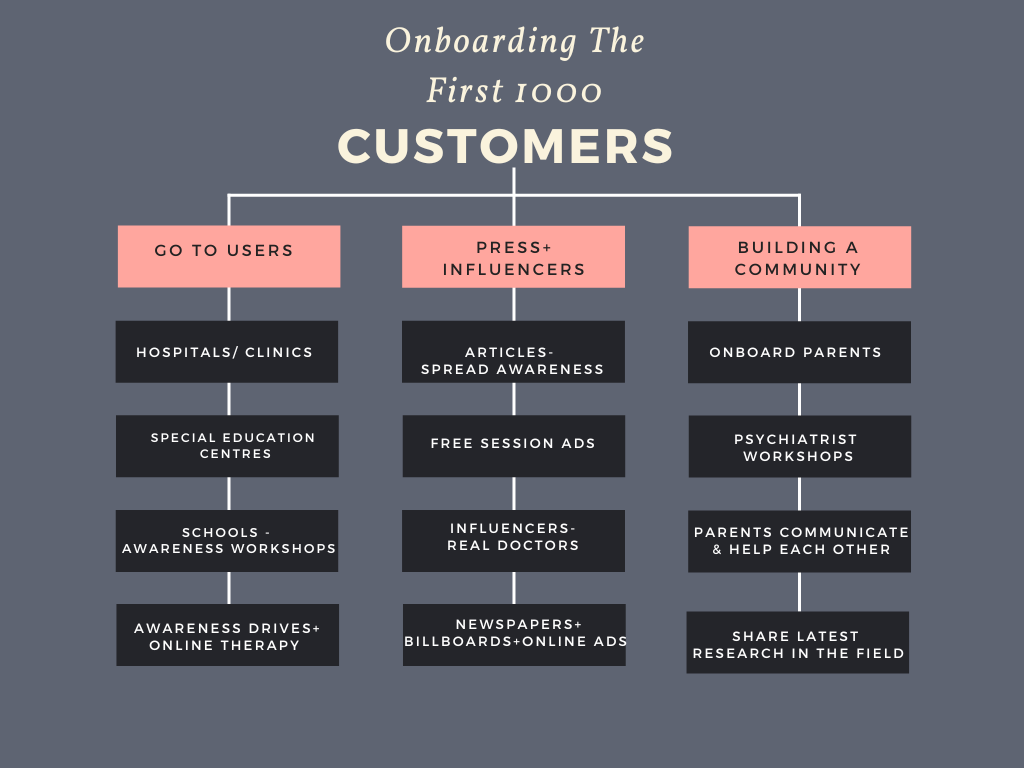 Onboarding The
First 1000
CUSTOMERS
GO TO USERS
HOSPITALS/ CLINICS
SPECIAL EDUCATION
CENTRES
SCHOOLS -
AWARENESS WORKSHOPS
AWARENESS DRIVES+
ONLINE THERAPY
PRESS+
INFLUENCERS
ARTICLES-
SPREAD AWARENESS
FREE SESSION ADS
INFLUENCERS-
REAL DOCTORS
NEWSPAPERS+
BILLBOARDS+ONLINE ADS
BUILDING A
COMMUNITY
ONBOARD PARENTS
PSYCHIATRIST
WORKSHOPS
PARENTS COMMUNICATE
& HELP EACH OTHER
SHARE LATEST
RESEARCH IN THE FIELD